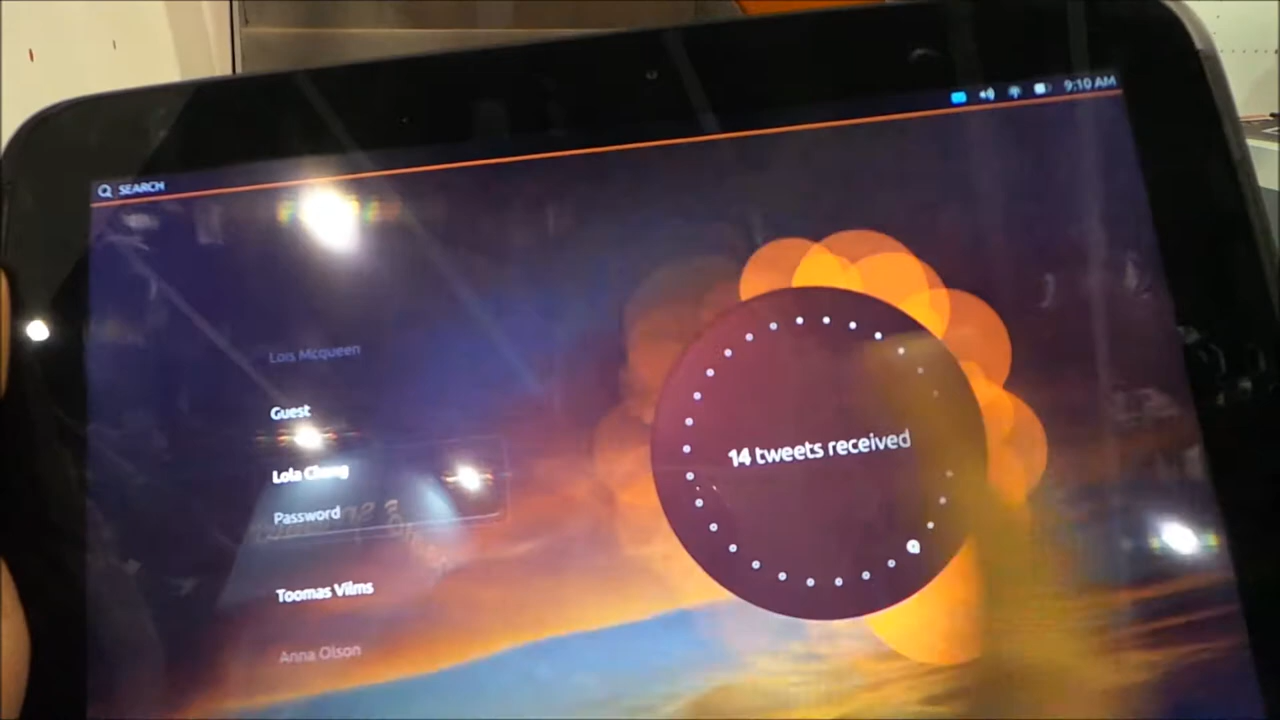 9:10 AM
SEARCH
Lois Mcqueen
Guest
Lola Chang
Password
Toomas Vilms
Anna Olson
14 tweets received